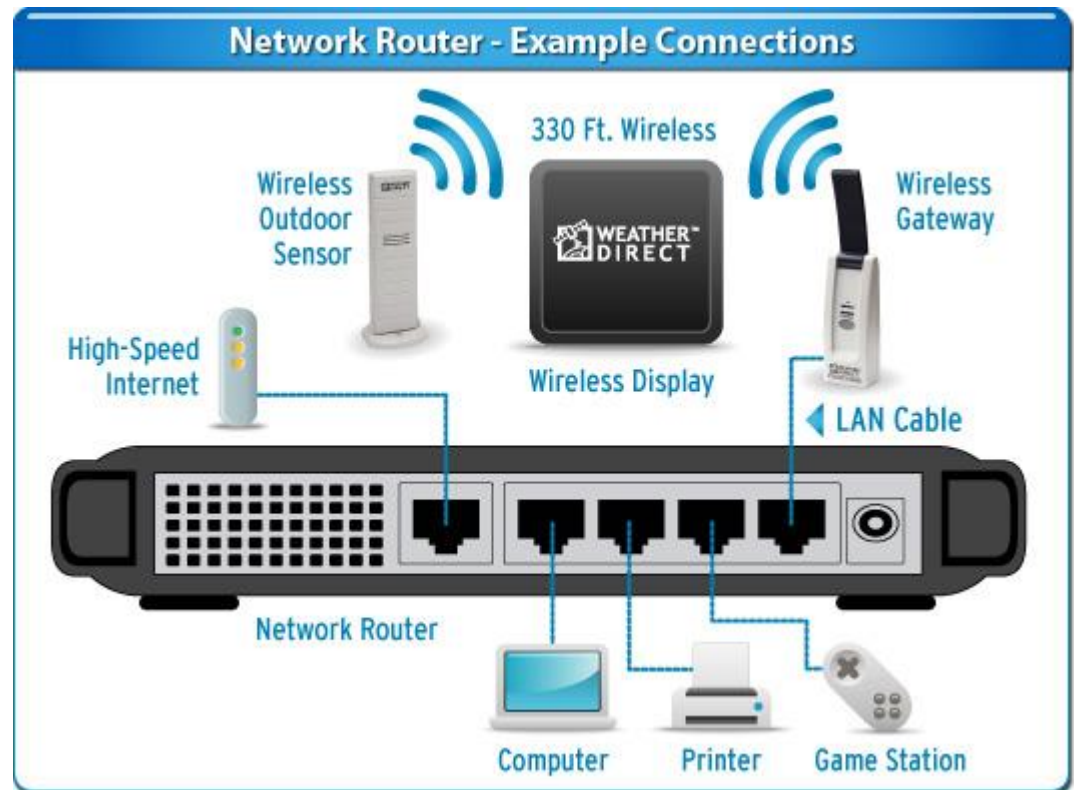 Network Router - Example Connections
330 Ft. Wireless
Wireless
Outdoor
Sensor
WEATHER™
DIRECT
Wireless
Gateway
High-Speed
Internet
Wireless Display
LAN Cable
Network Router
Computer
Printer
Game Station